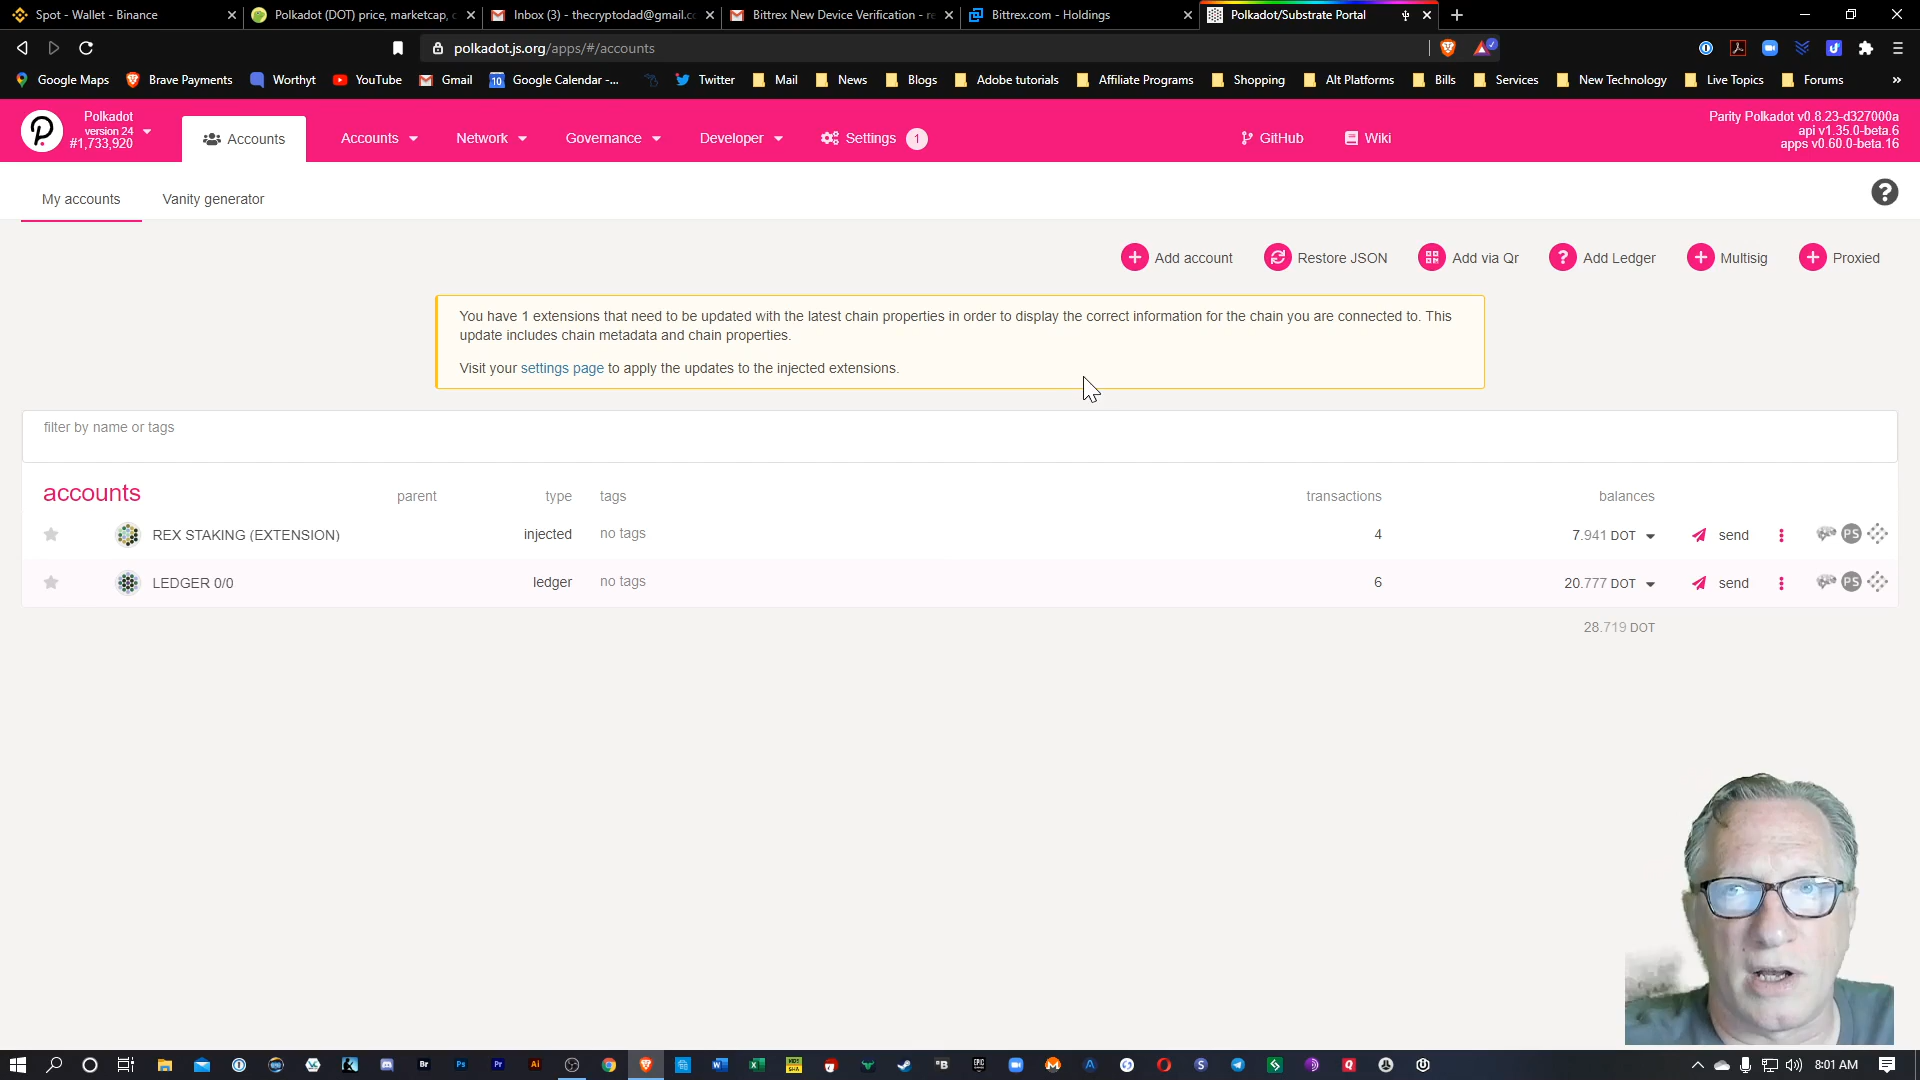 Spot - Wallet - Binance
Polkadot (DOT) price, marketcap, c
Inbox (3) - thecryptodad@gmail.c
Bittrex New Device Verification - r
Bittrex.com - Holdings
Polkadot/Substrate Portal
polkadot.js.org/apps/#/accounts
Google Maps
Brave Payments
Worthy
YouTube
Gmail
Google Calendar -...
Twitter
Mail
News
Blogs
Adobe tutorials
Affiliate Programs
Shopping
Alt Platforms
Bills
Services
New Technology
Live Topics
Forums
»
Polkadot
version 24
#1,733,920
Accounts
Accounts
Network
Governance
Developer
Settings 1
GitHub
Wiki
Parity Polkadot v0.8.23-d327000a
api v1.35.0-beta.6
apps v0.60.0-beta.16
My accounts
Vanity generator
Add account
Restore JSON
Add via Qr
Add Ledger
Multisig
Proxied
You have 1 extensions that need to be updated with the latest chain properties in order to display the correct information for the chain you are connected to. This
update includes chain metadata and chain properties.
Visit your settings page to apply the updates to the injected extensions.
filter by name or tags
accounts parent type tags transactions balances
REX STAKING (EXTENSION) injected no tags 4 7.941 DOT send PS
LEDGER 0/0 ledger no tags 6 20.777 DOT send PS
28.719 DOT
8:01 AM